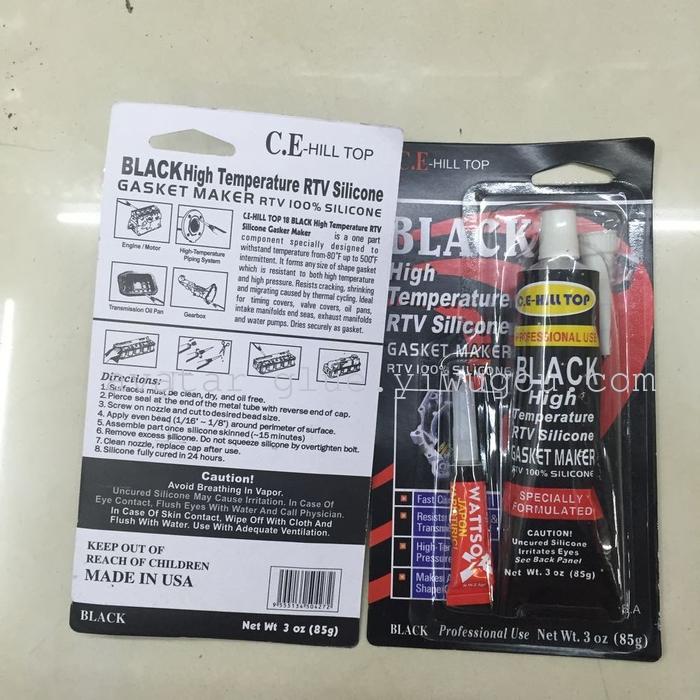 C.E-HILL TOP
BLACK High Temperature RTV Silicone
GASKET MAKER RTV 100% SILICONE
Engine / Motor
High-Temperature
Piping System
Transmission Oil Pan
Gearbox
CE-HILL TOP 18 BLACK High Temperature RTV
Silicone Gasker Maker is a one part
component specially designed to
withstand temperature from-80°F up to 500°F
intermittent. It forms any size of shape gasket
which is resistant to both high temperature
and high pressure. Resists cracking, shrinking
and migrating caused by thermal cycling. Ideal
for timing covers, valve covers, oil pans,
intake manifolds end seas, exhaust manifolds
and water pumps. Dries securely as gasket.
Directions:
1. Surfaces must be clean, dry, and oil free.
2. Pierce seal at the end of the metal tube with reverse end of cap.
3. Screw on nozzle and cut to desired bead size.
4. Apply even bead (1/16" ~ 1/8") around perimeter of surface.
5. Assemble part once silicone skinned (~15 minutes)
6. Remove excess silicone. Do not squeeze silicone by overtighten bolt.
7. Clean nozzle, replace cap after use.
8. Silicone fully cured in 24 hours.
Caution!
Avoid Breathing In Vapor.
Uncured Silicone May Cause Irritation. In Case Of
Eye Contact, Flush Eyes With Water And Call Physician.
In Case Of Skin Contact, Wipe Off With Cloth And
Flush With Water. Use With Adequate Ventilation.
KEEP OUT OF
REACH OF CHILDREN
MADE IN USA
9 555134 504272
BLACK Net Wt 3 oz (85g)
C.E-HILL TOP
BLACK
High
Temperature
RTV Silicone
GASKET MAKER
RTV 100% SILICONE
Fast
Resists
High-Te
Pressure
Makes A
WATSON
C.E-HILL TOP
PROFESSIONAL USE
BLACK
High
Temperature
RTV Silicone
GASKET MAKER
RTV 100% SILICONE
SPECIALLY
FORMULATED
CAUTION!
Uncured Silicone
Irritates Eyes
See Back Panel
Net Wt. 3 oz (85g)
BLACK Professional Use Net Wt. 3 oz (85g)
avatar glue.yiwugou.com